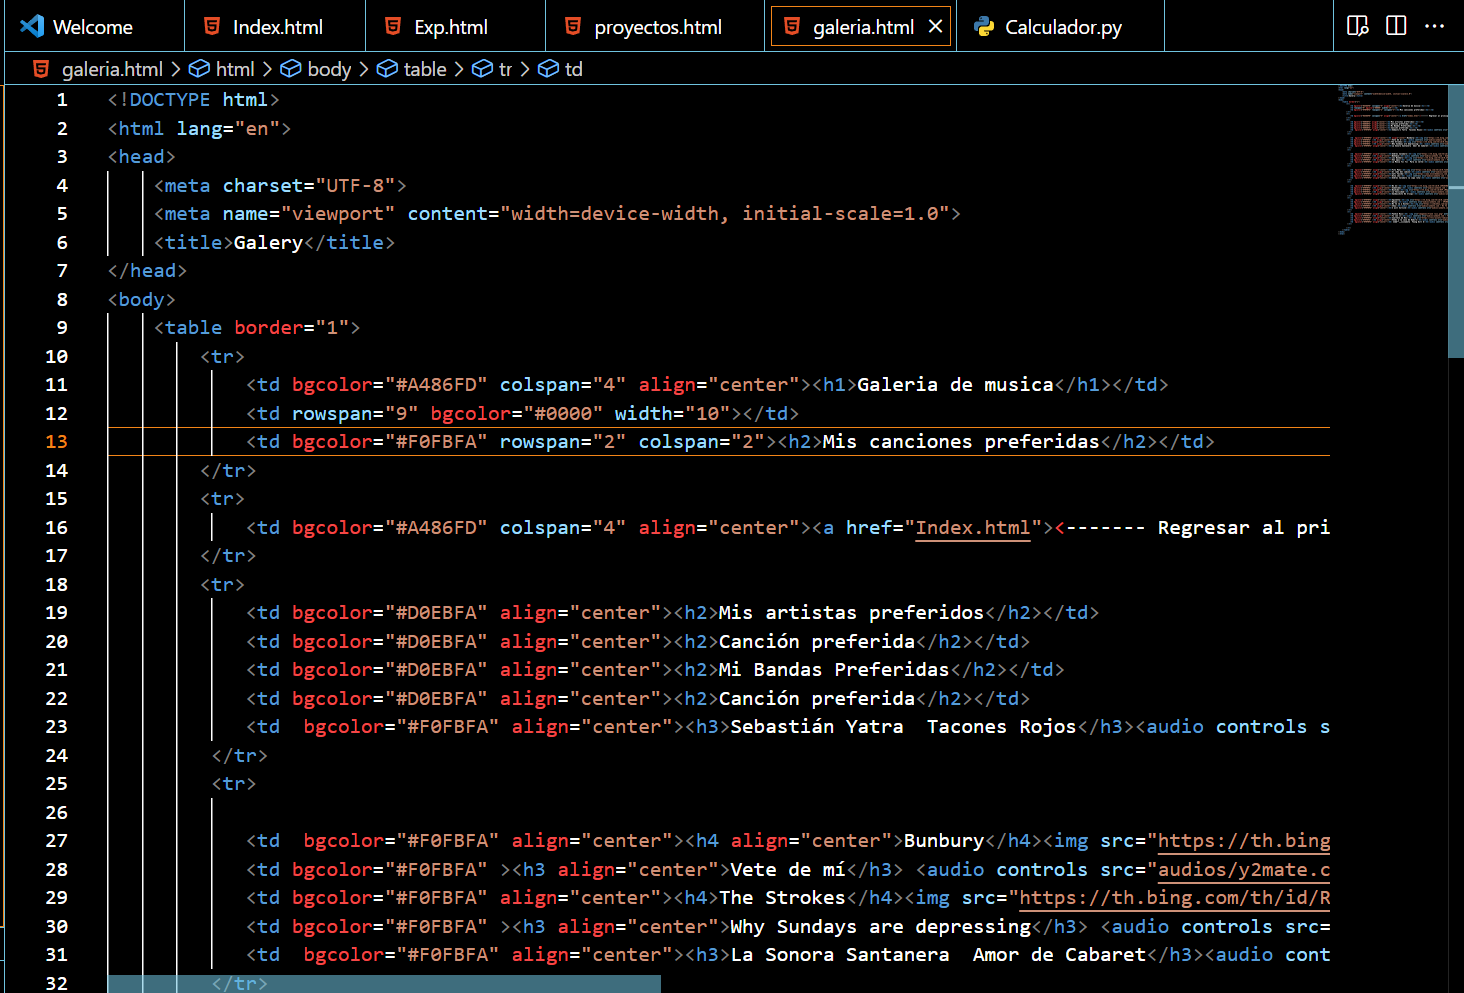 Welcome Index.html Exp.html proyectos.html galeria.html Calculador.py
galeria.html > html > body > table > tr > td
1 <!DOCTYPE html>
2 <html lang="en">
3 <head>
4 <meta charset="UTF-8">
5 <meta name="viewport" content="width=device-width, initial-scale=1.0">
6 <title>Galery</title>
7 </head>
8 <body>
9 <table border="1">
10 <tr>
11 <td bgcolor="#A486FD" colspan="4" align="center"><h1>Galeria de musica</h1></td>
12 <td rowspan="9" bgcolor="#0000" width="10"></td>
13 <td bgcolor="#F0FBFA" rowspan="2" colspan="2"><h2>Mis canciones preferidas</h2></td>
14 </tr>
15 <tr>
16 <td bgcolor="#A486FD" colspan="4" align="center"><a href="Index.html"><------- Regresar al pri
17 </tr>
18 <tr>
19 <td bgcolor="#D0EBFA" align="center"><h2>Mis artistas preferidos</h2></td>
20 <td bgcolor="#D0EBFA" align="center"><h2>Canción preferida</h2></td>
21 <td bgcolor="#D0EBFA" align="center"><h2>Mi Bandas Preferidas</h2></td>
22 <td bgcolor="#D0EBFA" align="center"><h2>Canción preferida</h2></td>
23 <td  bgcolor="#F0FBFA" align="center"><h3>Sebastián Yatra  Tacones Rojos</h3><audio controls s
24 </tr>
25 <tr>
26
27 <td  bgcolor="#F0FBFA" align="center"><h4 align="center">Bunbury</h4><img src="https://th.bing
28 <td bgcolor="#F0FBFA" ><h3 align="center">Vete de mí</h3> <audio controls src="audios/y2mate.c
29 <td bgcolor="#F0FBFA" align="center"><h4>The Strokes</h4><img src="https://th.bing.com/th/id/R
30 <td bgcolor="#F0FBFA" ><h3 align="center">Why Sundays are depressing</h3> <audio controls src=
31 <td  bgcolor="#F0FBFA" align="center"><h3>La Sonora Santanera  Amor de Cabaret</h3><audio cont
32 </tr>